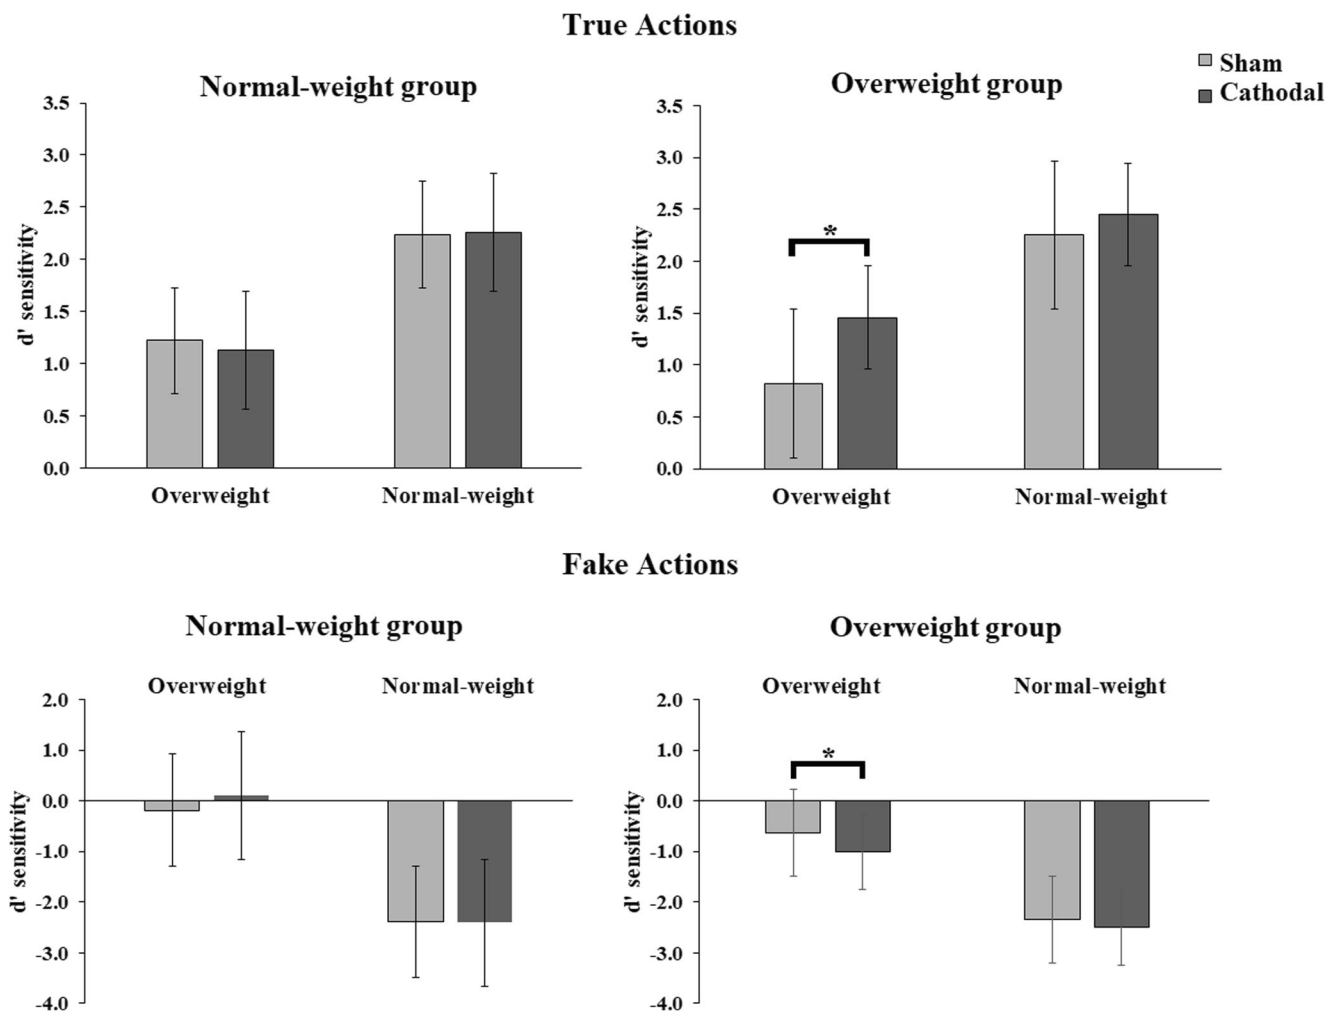 True Actions
Normal-weight group
Overweight group
Sham
Cathodal
3.5
3.0
2.5
2.0
1.5
1.0
0.5
0.0
d' sensitivity
Overweight
Normal-weight
3.5
3.0
2.5
2.0
1.5
1.0
0.5
0.0
d' sensitivity
*
Overweight
Normal-weight
Fake Actions
Normal-weight group
Overweight group
Overweight
Normal-weight
2.0
1.0
0.0
-1.0
-2.0
-3.0
-4.0
d' sensitivity
Overweight
Normal-weight
2.0
1.0
0.0
-1.0
-2.0
-3.0
-4.0
d' sensitivity
*